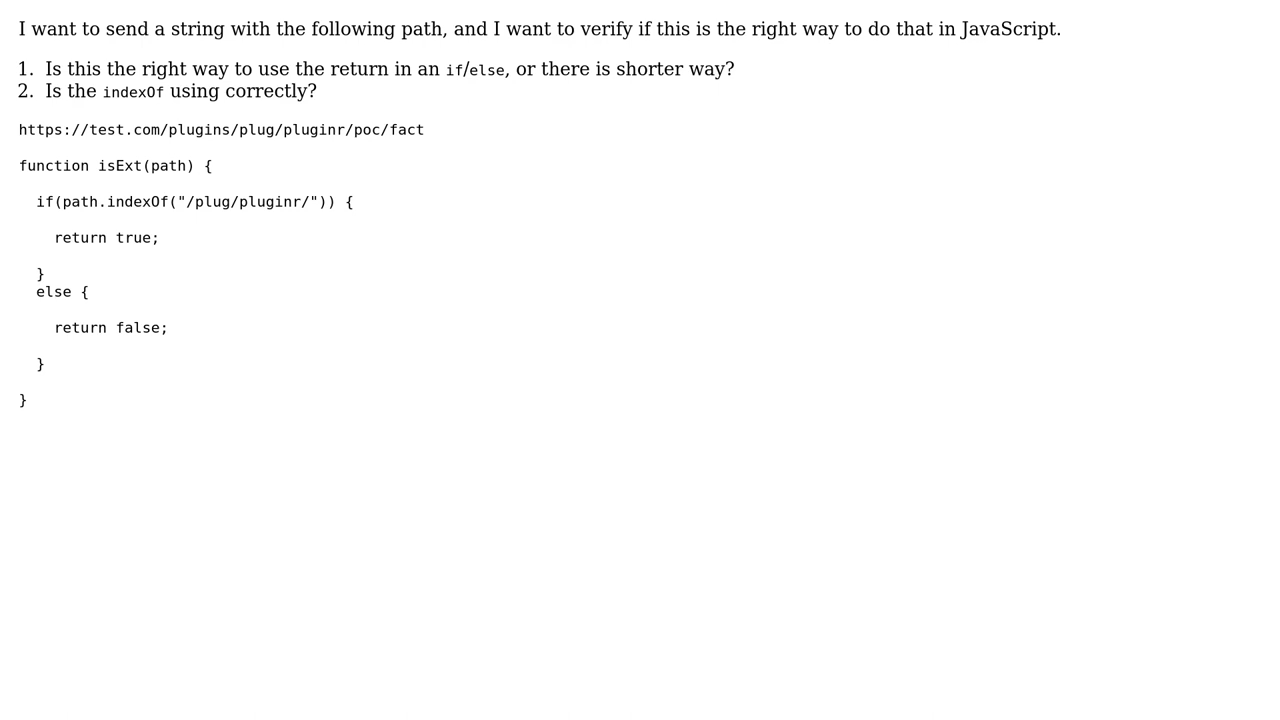 I want to send a string with the following path, and I want to verify if this is the right way to do that in JavaScript.
1. Is this the right way to use the return in an if/else, or there is shorter way?
2. Is the indexOf using correctly?
https://test.com/plugins/plug/pluginr/poc/fact
function isExt(path) {
  if(path.indexOf("/plug/pluginr/")) {
    return true;
  }
  else {
    return false;
  }
}